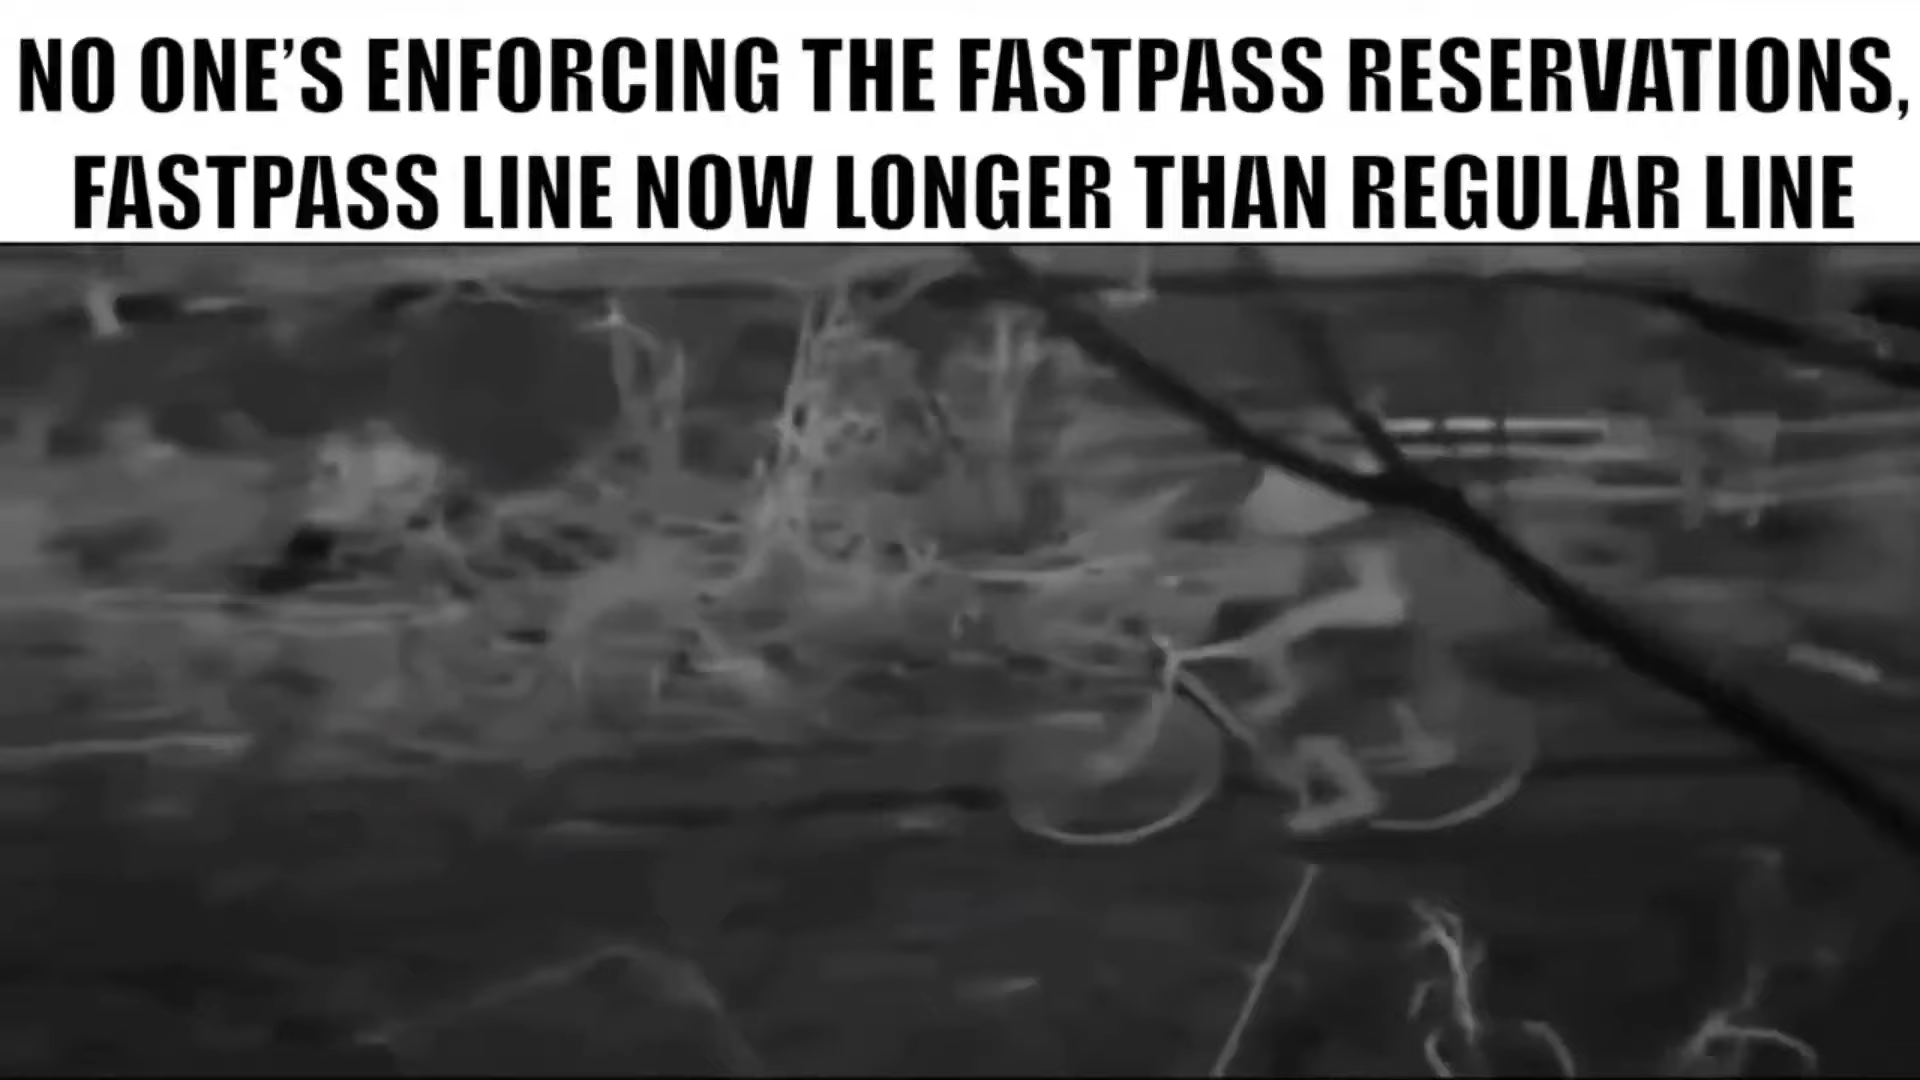 NO ONE’S ENFORCING THE FASTPASS RESERVATIONS,
FASTPASS LINE NOW LONGER THAN REGULAR LINE